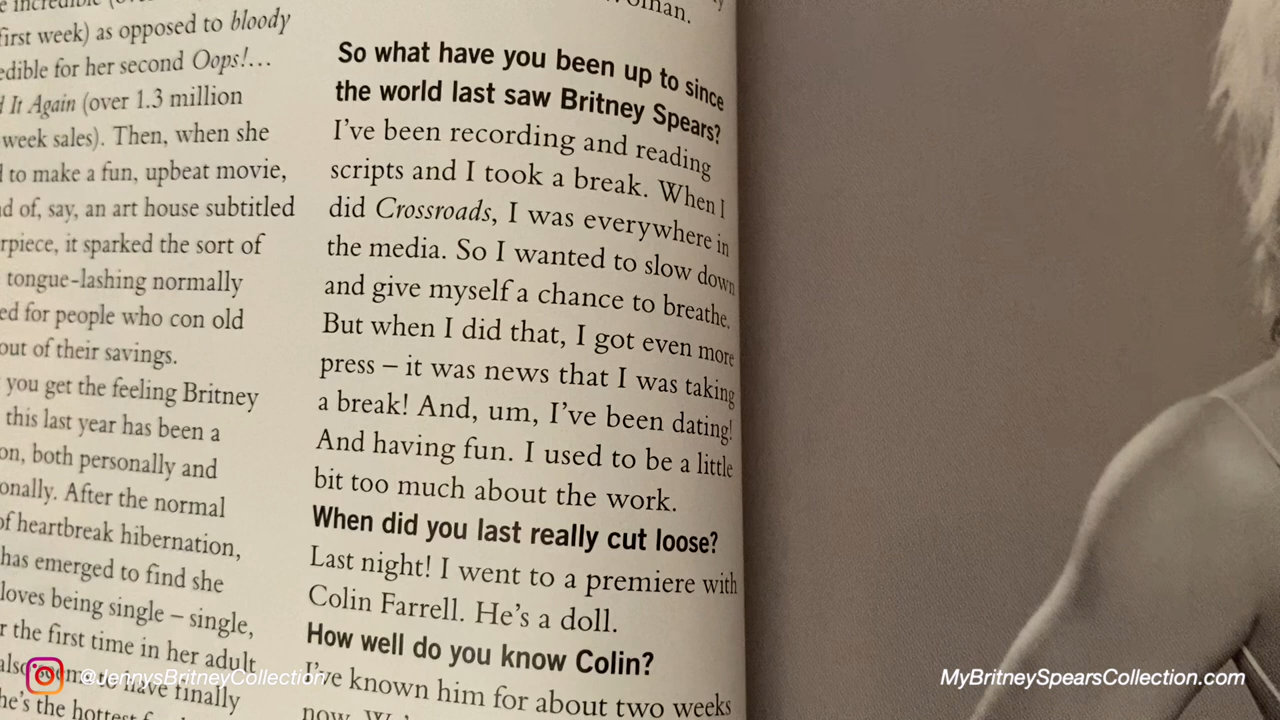 first week) as opposed to bloody
edible for her second Oops!...
It Again (over 1.3 million
week sales). Then, when she
to make a fun, upbeat movie,
of, say, an art house subtitled
rpiece, it sparked the sort of
tongue-lashing normally
ed for people who con old
out of their savings.
you get the feeling Britney
this last year has been a
on, both personally and
onally. After the normal
of heartbreak hibernation,
has emerged to find she
loves being single – single,
r the first time in her adult
have finally
he's the hottest
So what have you been up to since
the world last saw Britney Spears?
I've been recording and reading
scripts and I took a break. When I
did Crossroads, I was everywhere in
the media. So I wanted to slow down
and give myself a chance to breathe.
But when I did that, I got even more
press – it was news that I was taking
a break! And, um, I've been dating!
And having fun. I used to be a little
bit too much about the work.
When did you last really cut loose?
Last night! I went to a premiere with
Colin Farrell. He's a doll.
How well do you know Colin?
I've known him for about two weeks
now.
@JennysBritneyCollection
MyBritneySpearsCollection.com